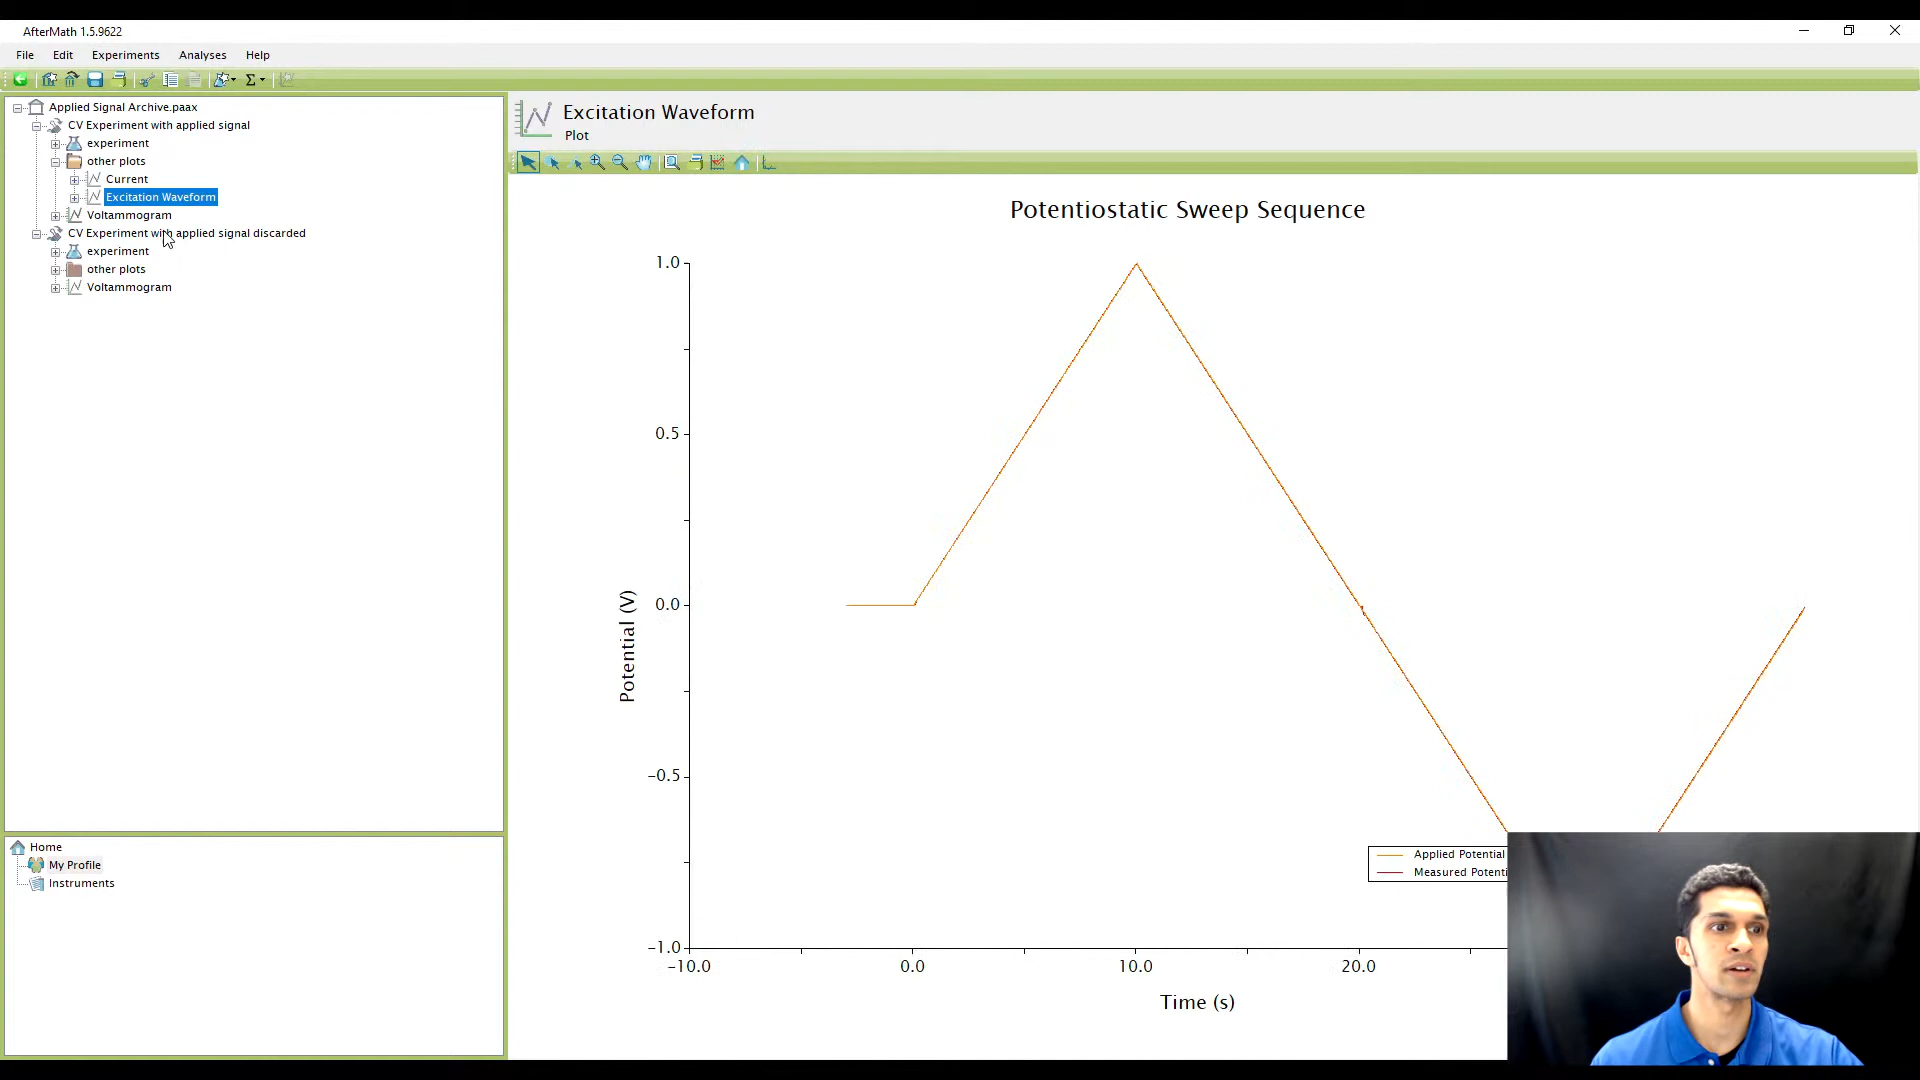 AfterMath 1.5.9622
File Edit Experiments Analyses Help
Applied Signal Archive.paax
CV Experiment with applied signal
experiment
other plots
Current
Excitation Waveform
Voltammogram
CV Experiment with applied signal discarded
experiment
other plots
Voltammogram
Home
My Profile
Instruments
Excitation Waveform
Plot
Potentiostatic Sweep Sequence
1.0
0.5
0.0
−0.5
−1.0
Potential (V)
−10.0 0.0 10.0 20.0
Time (s)
Applied Potential
Measured Potenti